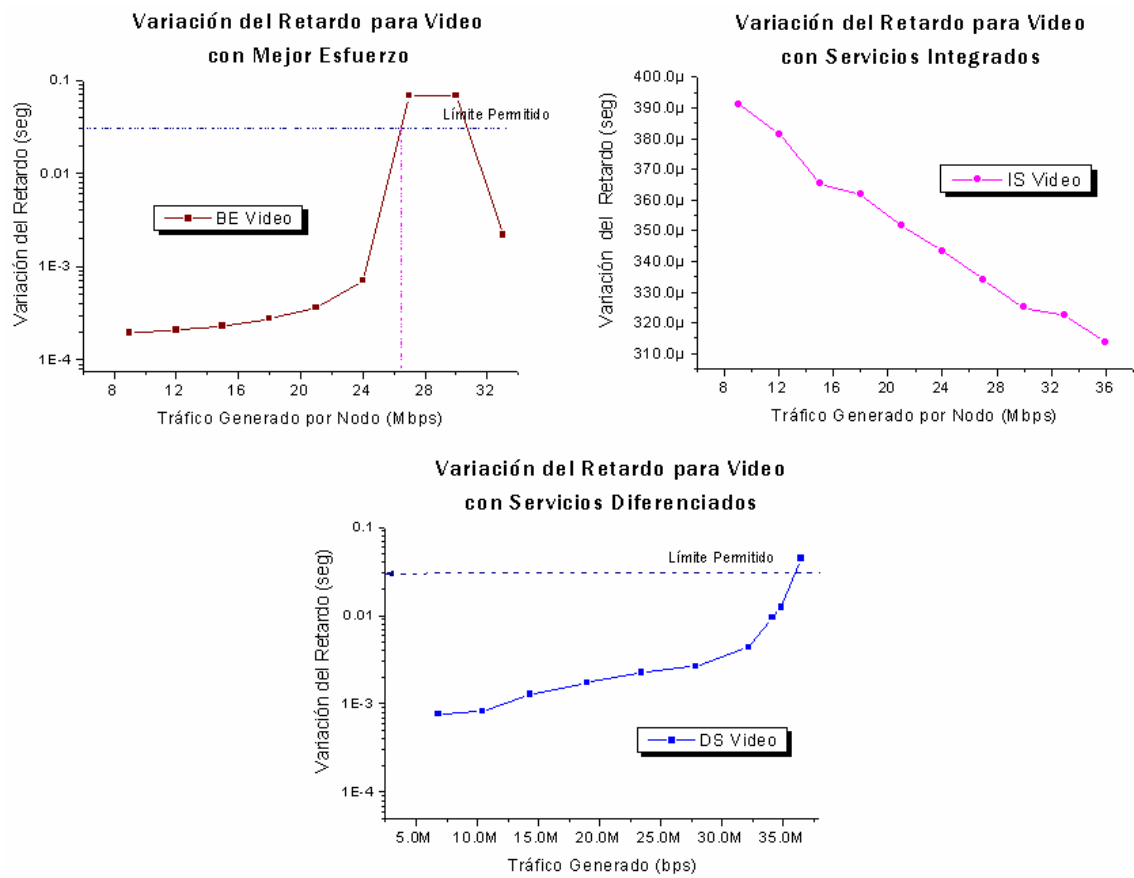 Variación del Retardo para Video
con Mejor Esfuerzo
Variación del Retardo (seg)
0.1
0.01
1E-3
1E-4
Límite Permitido
BE Video
8 12 16 20 24 28 32
Tráfico Generado por Nodo (Mbps)
Variación del Retardo para Video
con Servicios Integrados
Variación del Retardo (seg)
400.0µ
390.0µ
380.0µ
370.0µ
360.0µ
350.0µ
340.0µ
330.0µ
320.0µ
310.0µ
IS Video
8 12 16 20 24 28 32 36
Tráfico Generado por Nodo (Mbps)
Variación del Retardo para Video
con Servicios Diferenciados
Variación del Retardo (seg)
0.1
0.01
1E-3
1E-4
Límite Permitido
DS Video
5.0M 10.0M 15.0M 20.0M 25.0M 30.0M 35.0M
Tráfico Generado (bps)